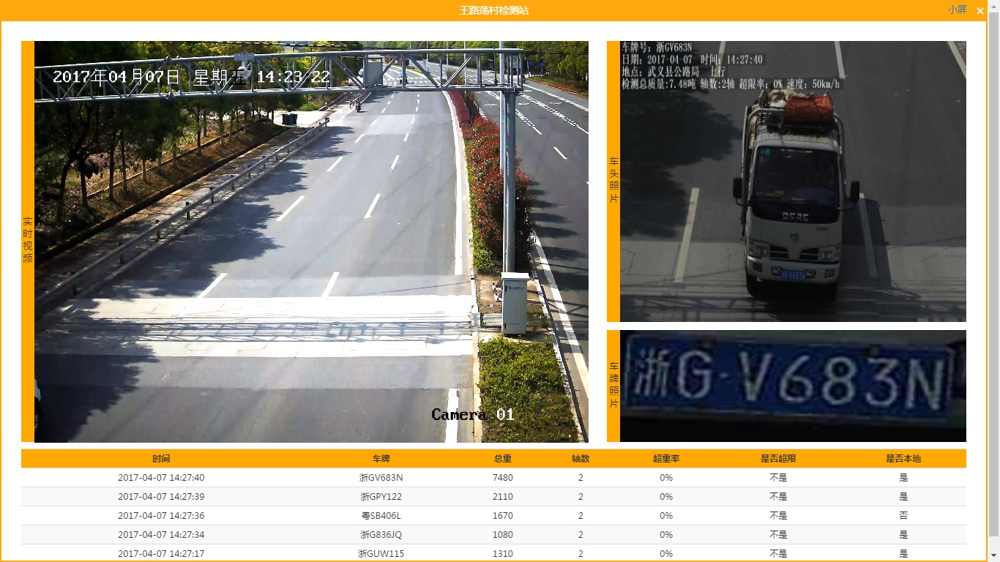 王路荡村检测站
小屏 ×
实时视频
2017年04月07日 星期五 14:23:22
Camera 01
车头照片
车牌号: 浙GV683N
日期: 2017-04-07 时间: 14:27:40
地点: 武义县公路局 上行
检测总质量:7.48吨 轴数:2轴 超限率: 0% 速度: 50km/h
DFAC
浙G·V683N
车牌照片
浙G·V683N
时间 车牌 总重 轴数 超重率 是否超限 是否本地
2017-04-07 14:27:40 浙GV683N 7480 2 0% 不是 是
2017-04-07 14:27:39 浙GPY122 2110 2 0% 不是 是
2017-04-07 14:27:36 粤SB406L 1670 2 0% 不是 否
2017-04-07 14:27:34 浙G836JQ 1080 2 0% 不是 是
2017-04-07 14:27:17 浙GUW115 1310 2 0% 不是 是